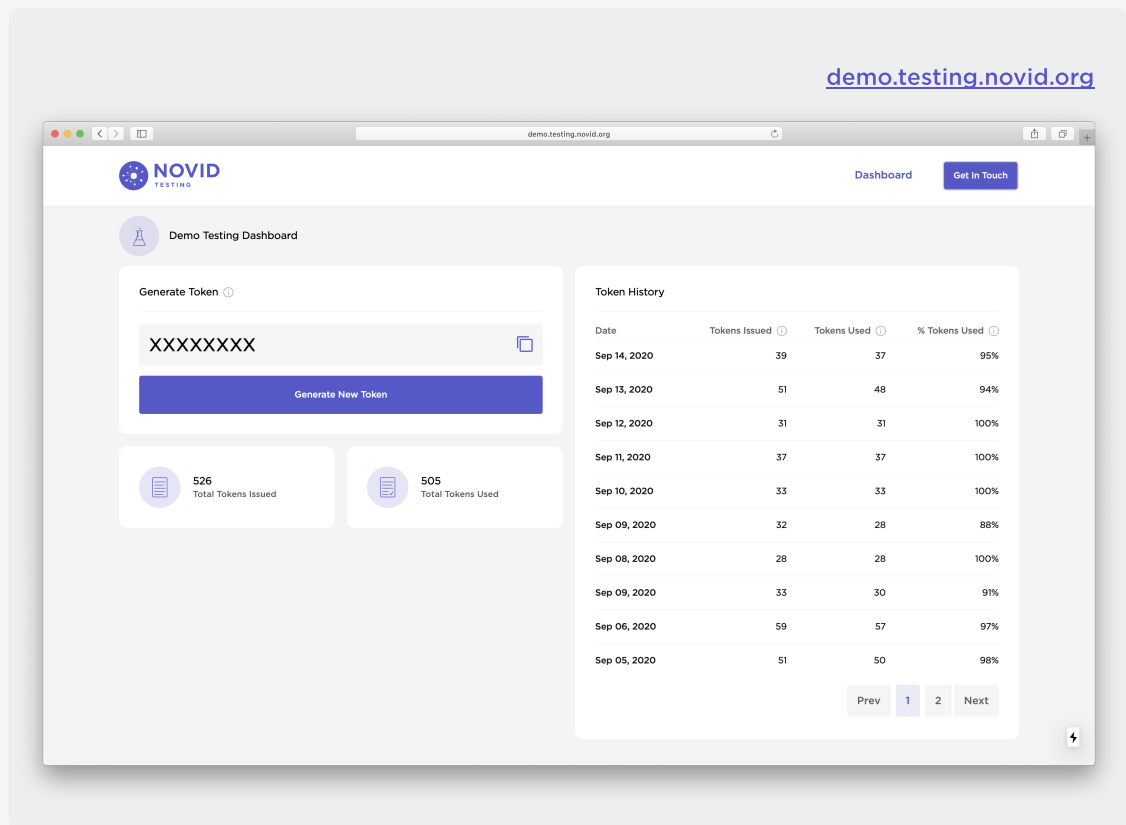 demo.testing.novid.org
demo.testing.novid.org
NOVID
TESTING
Dashboard
Get In Touch
Demo Testing Dashboard
Generate Token
XXXXXXXX
Generate New Token
526
Total Tokens Issued
505
Total Tokens Used
Token History
Date Tokens Issued Tokens Used % Tokens Used
Sep 14, 2020 39 37 95%
Sep 13, 2020 51 48 94%
Sep 12, 2020 31 31 100%
Sep 11, 2020 37 37 100%
Sep 10, 2020 33 33 100%
Sep 09, 2020 32 28 88%
Sep 08, 2020 28 28 100%
Sep 09, 2020 33 30 91%
Sep 06, 2020 59 57 97%
Sep 05, 2020 51 50 98%
Prev 1 2 Next